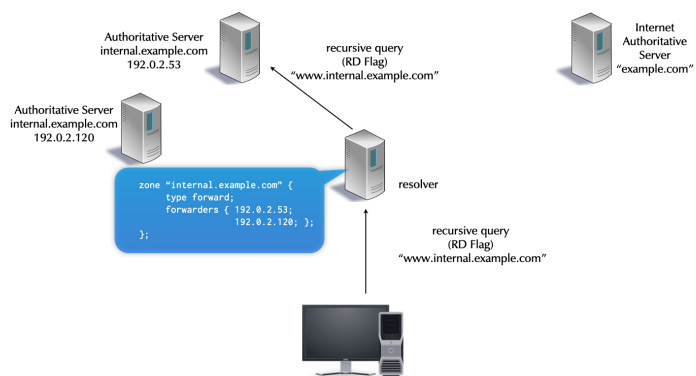 Authoritative Server
internal.example.com
192.0.2.53
recursive query
(RD Flag)
“www.internal.example.com”
Internet
Authoritative
Server
“example.com”
Authoritative Server
internal.example.com
192.0.2.120
zone “internal.example.com” {
type forward;
forwarders { 192.0.2.53;
192.0.2.120; };
};
resolver
recursive query
(RD Flag)
“www.internal.example.com”